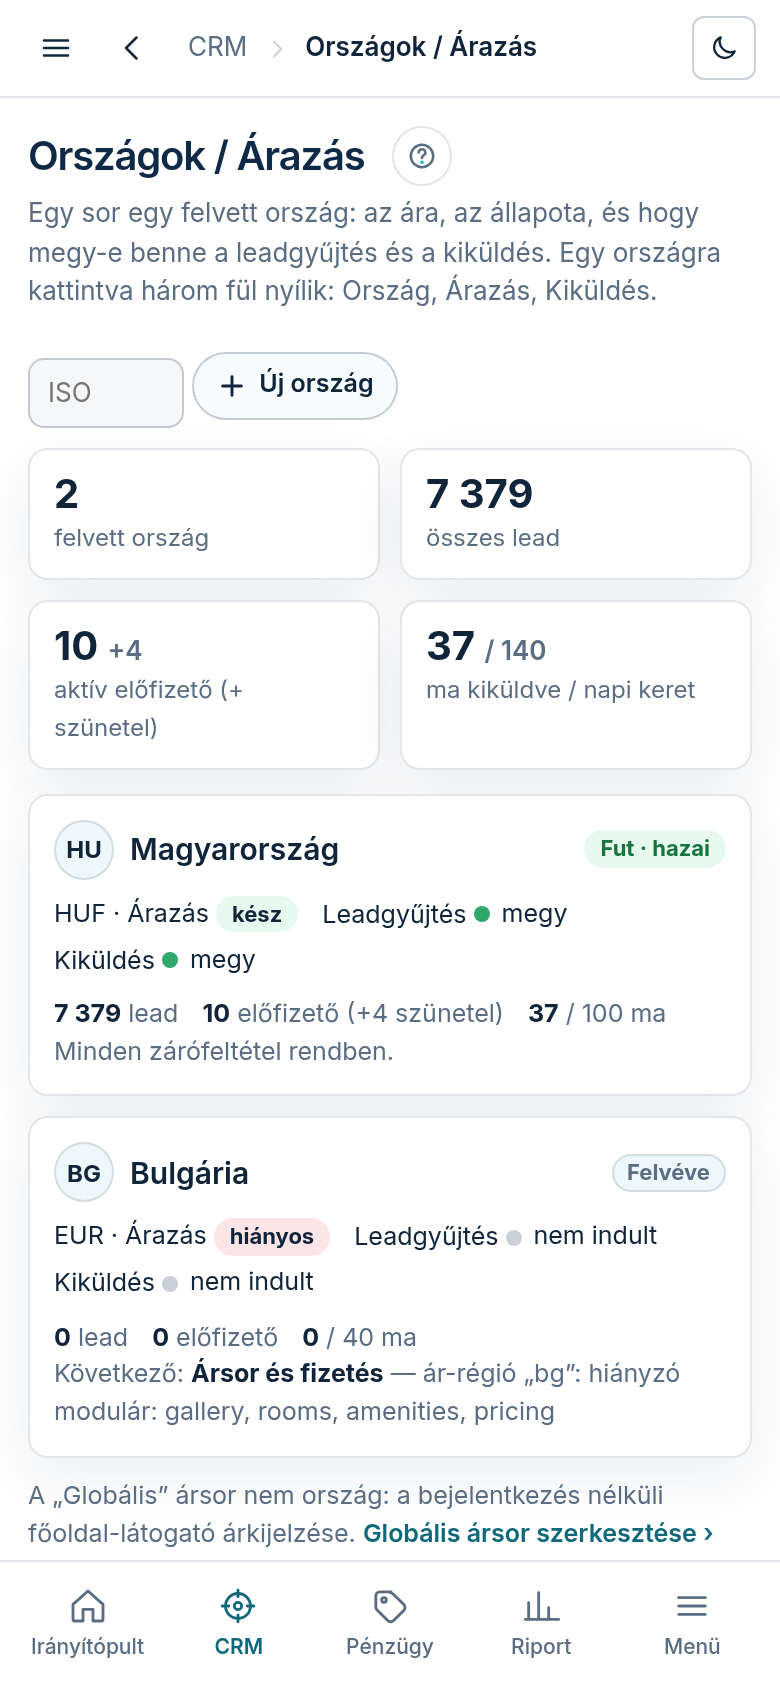 CRM > Országok / Árazás
Országok / Árazás
Egy sor egy felvett ország: az ára, az állapota, és hogy
megy-e benne a leadgyűjtés és a kiküldés. Egy országra
kattintva három fül nyílik: Ország, Árazás, Kiküldés.
ISO + Új ország
2
felvett ország
7 379
összes lead
10 +4
aktív előfizető (+
szünetel)
37 / 140
ma kiküldve / napi keret
HU Magyarország Fut · hazai
HUF · Árazás kész Leadgyűjtés megy
Kiküldés megy
7 379 lead 10 előfizető (+4 szünetel) 37 / 100 ma
Minden zárófeltétel rendben.
BG Bulgária Felvéve
EUR · Árazás hiányos Leadgyűjtés nem indult
Kiküldés nem indult
0 lead 0 előfizető 0 / 40 ma
Következő: Ársor és fizetés — ár-régió „bg”: hiányzó
modulár: gallery, rooms, amenities, pricing
A „Globális” ársor nem ország: a bejelentkezés nélküli
főoldal-látogató árkijelzése. Globális ársor szerkesztése ›
Irányítópult CRM Pénzügy Riport Menü